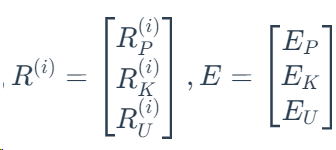 , R^{(i)} = \begin{bmatrix} R_P^{(i)} \\ R_K^{(i)} \\ R_U^{(i)} \end{bmatrix}, E = \begin{bmatrix} E_P \\ E_K \\ E_U \end{bmatrix}